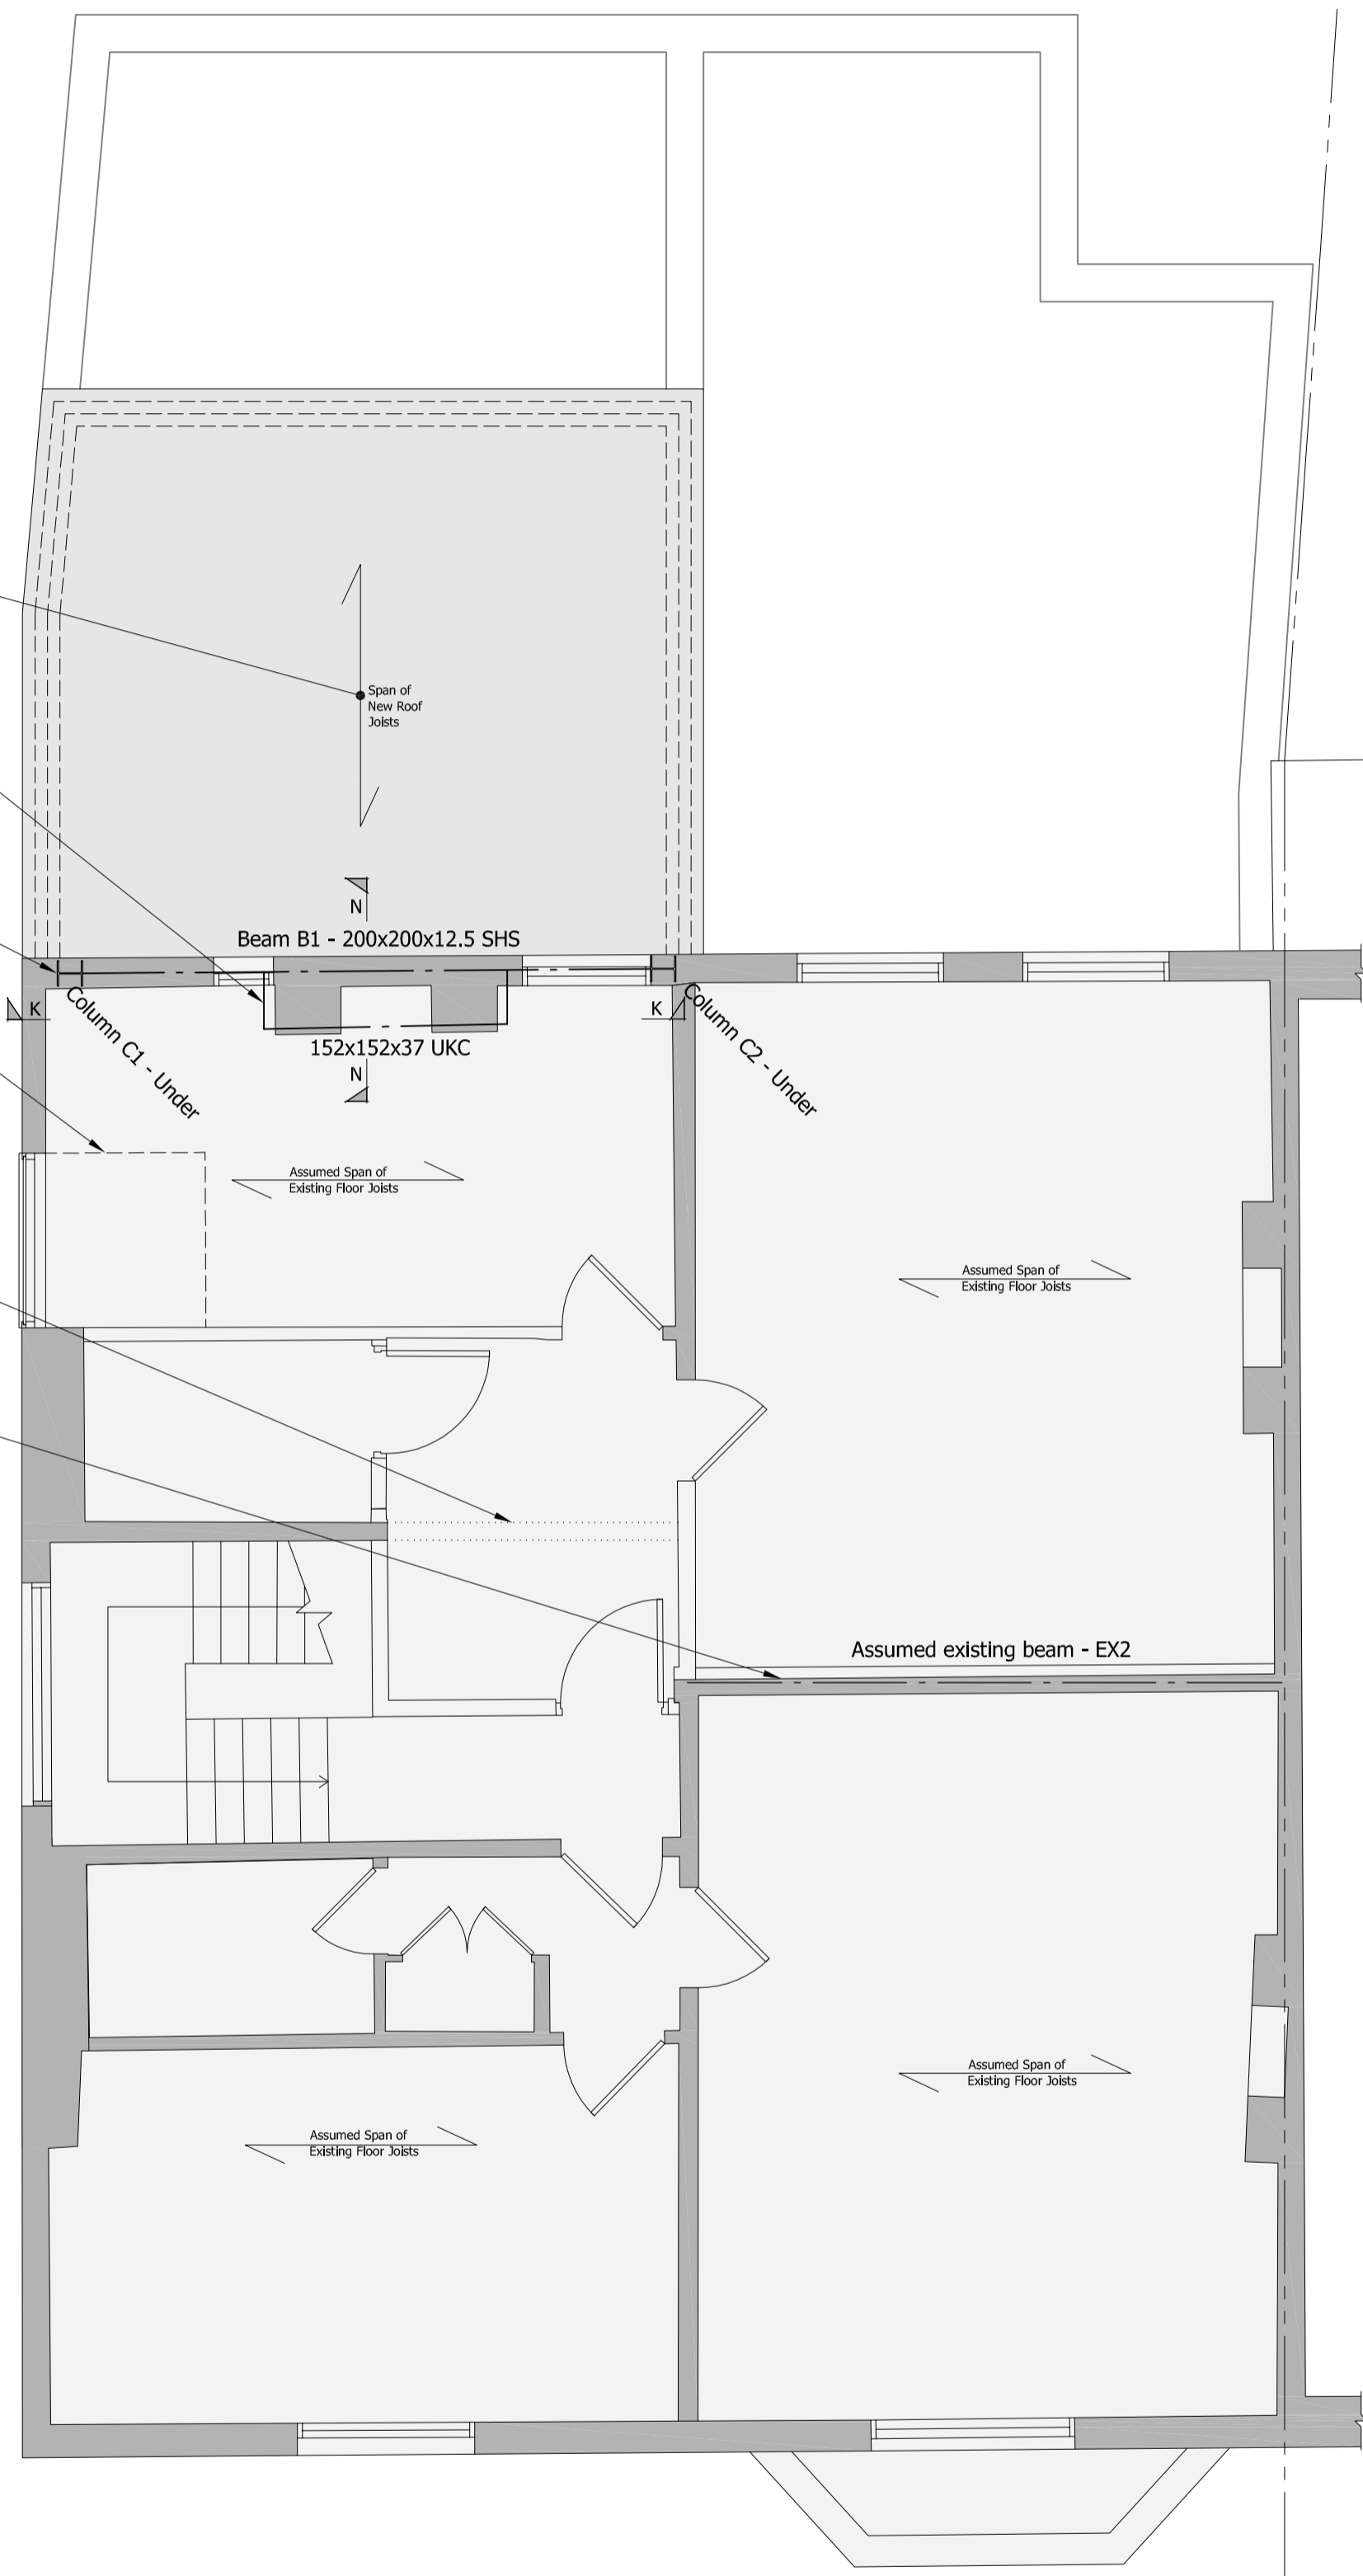 Span of
New Roof
Joists
N
Beam B1 - 200x200x12.5 SHS
K
Column C1 - Under
K
Column C2 - Under
152x152x37 UKC
N
Assumed Span of
Existing Floor Joists
Assumed Span of
Existing Floor Joists
Assumed existing beam - EX2
Assumed Span of
Existing Floor Joists
Assumed Span of
Existing Floor Joists